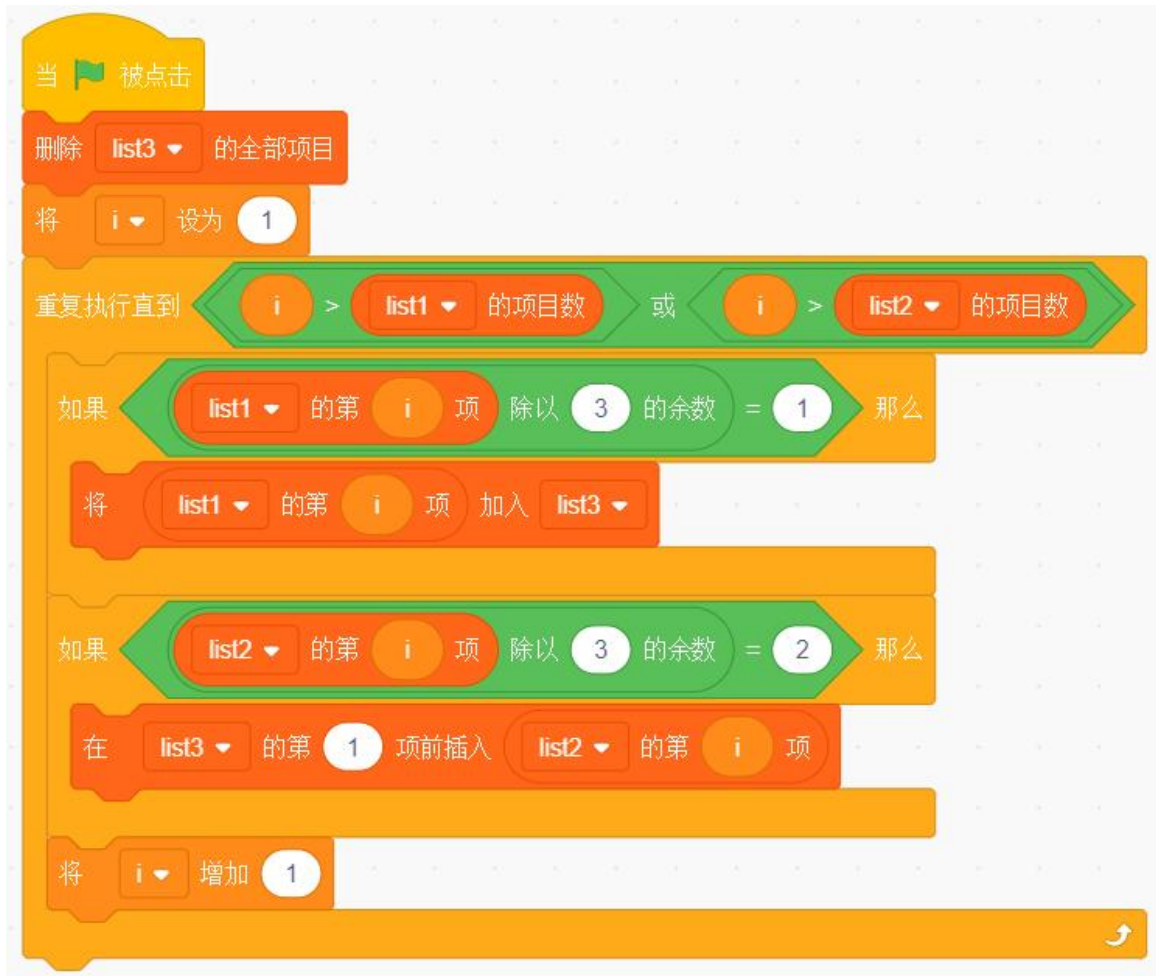 当 被点击
删除 list3 的全部项目
将 i 设为 1
重复执行直到 i > list1 的项目数 或 i > list2 的项目数
如果 list1 的第 i 项 除以 3 的余数 = 1 那么
将 list1 的第 i 项 加入 list3
如果 list2 的第 i 项 除以 3 的余数 = 2 那么
在 list3 的第 1 项前插入 list2 的第 i 项
将 i 增加 1